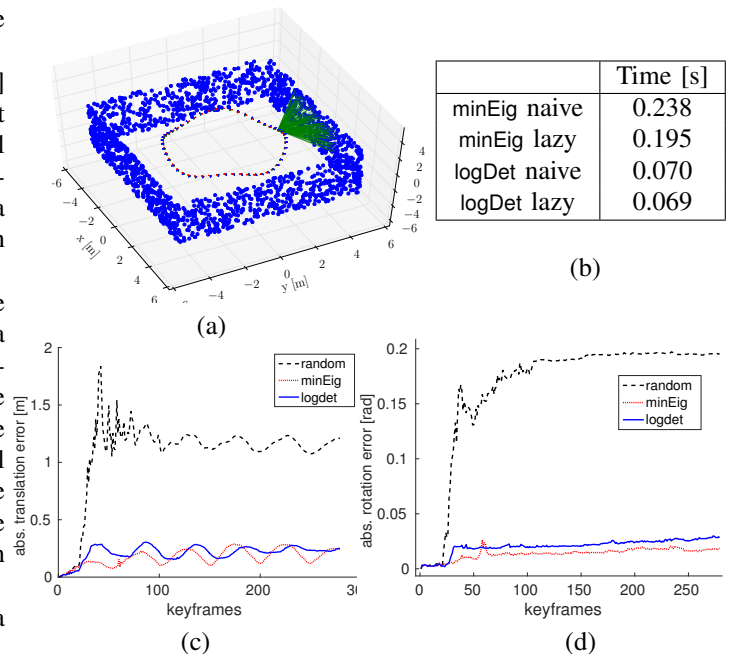 4
2
0
−2
−4
−6
-6
−4
−2
0
2
4
6
x [m]
−4
−2
0
2
4
6
y [m]
(a)
Time [s]
minEig naive 0.238
minEig lazy 0.195
logDet naive 0.070
logDet lazy 0.069
(b)
2
1.5
1
0.5
0
abs. translation error [m]
random
minEig
logdet
0 100 200
keyframes
(c)
0.2
0.15
0.1
0.05
0
abs. rotation error [rad]
random
minEig
logdet
0 50 100 150 200 250
keyframes
(d)